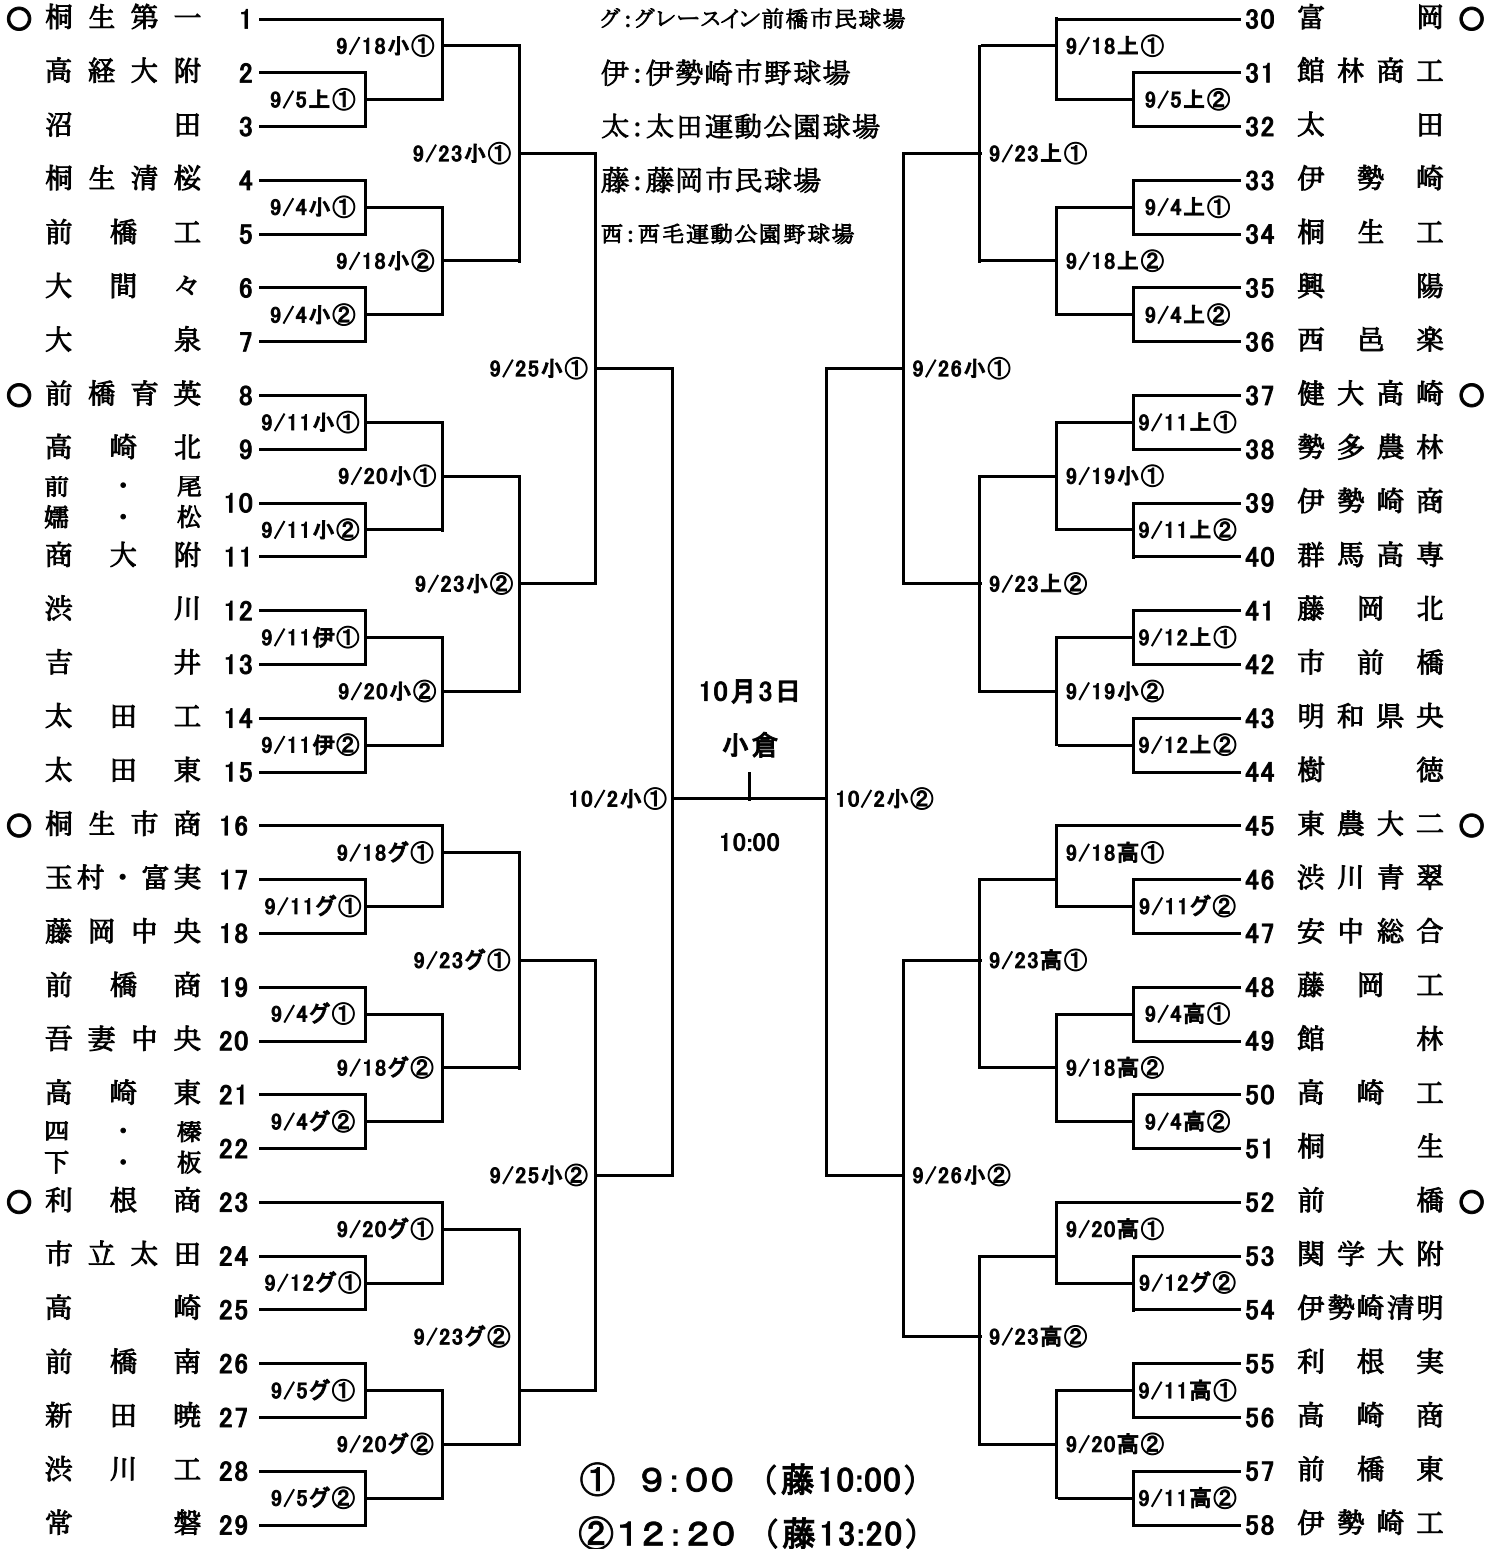 ○ 桐生第一 1
9/18小①
高経大附 2
9/5上①
沼田 3
9/23小①
桐生清桜 4
9/4小①
前橋工 5
9/18小②
大間々 6
9/4小②
大泉 7
9/25小①
○ 前橋育英 8
9/11小①
高崎北 9
9/20小①
前・尾
嬬・松
10
9/11小②
商大附 11
9/23小②
渋川 12
9/11伊①
吉井 13
9/20小②
太田工 14
9/11伊②
太田東 15
10/2小①
○ 桐生市商 16
9/18グ①
玉村・富実 17
9/11グ①
藤岡中央 18
9/23グ①
前橋商 19
9/4グ①
吾妻中央 20
9/18グ②
高崎東 21
9/4グ②
四・榛
下・板
22
9/25小②
○ 利根商 23
9/20グ①
市立太田 24
9/12グ①
高崎 25
9/23グ②
前橋南 26
9/5グ①
新田暁 27
9/20グ②
渋川工 28
9/5グ②
常磐 29
グ:グレースイン前橋市民球場
伊:伊勢崎市野球場
太:太田運動公園球場
藤:藤岡市民球場
西:西毛運動公園野球場
10月3日
小倉
10:00
① 9:00 (藤10:00)
②12:20 (藤13:20)
30 富岡 ○
9/18上①
31 館林商工
9/5上②
32 太田
9/23上①
33 伊勢崎
9/4上①
34 桐生工
9/18上②
35 興陽
9/4上②
36 西邑楽
9/26小①
37 健大高崎 ○
9/11上①
38 勢多農林
9/19小①
39 伊勢崎商
9/11上②
40 群馬高専
9/23上②
41 藤岡北
9/12上①
42 市前橋
9/19小②
43 明和県央
9/12上②
44 樹徳
10/2小②
45 東農大二 ○
9/18高①
46 渋川青翠
9/11グ②
47 安中総合
9/23高①
48 藤岡工
9/4高①
49 館林
9/18高②
50 高崎工
9/4高②
51 桐生
9/26小②
52 前橋 ○
9/20高①
53 関学大附
9/12グ②
54 伊勢崎清明
9/23高②
55 利根実
9/11高①
56 高崎商
9/20高②
57 前橋東
9/11高②
58 伊勢崎工